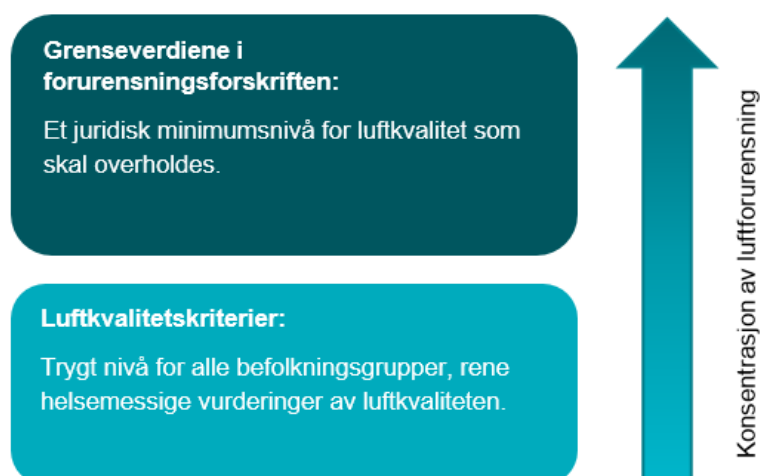 Grenseverdiene i
forurensningsforskriften:
Et juridisk minimumsnivå for luftkvalitet som
skal overholdes.
Luftkvalitetskriterier:
Trygt nivå for alle befolkningsgrupper, rene
helsemessige vurderinger av luftkvaliteten.
Konsentrasjon av luftforurensning